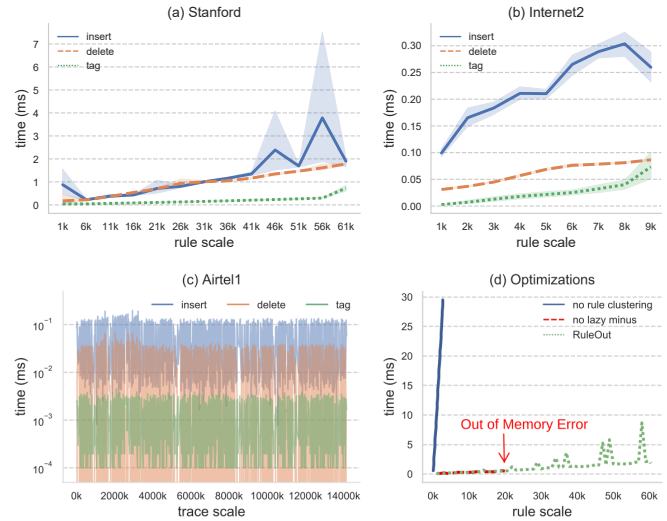 (a) Stanford
insert
delete
tag
time (ms)
7
6
5
4
3
2
1
0
1k 6k 11k 16k 21k 26k 31k 36k 41k 46k 51k 56k 61k
rule scale
(b) Internet2
insert
delete
tag
time (ms)
0.30
0.25
0.20
0.15
0.10
0.05
0.00
1k 2k 3k 4k 5k 6k 7k 8k 9k
rule scale
(c) Airtel1
insert delete tag
time (ms)
10⁻¹
10⁻²
10⁻³
10⁻⁴
0k 2000k 4000k 6000k 8000k 10000k 12000k 14000k
trace scale
(d) Optimizations
no rule clustering
no lazy minus
RuleOut
Out of Memory Error
time (ms)
30
25
20
15
10
5
0
0k 10k 20k 30k 40k 50k 60k
rule scale